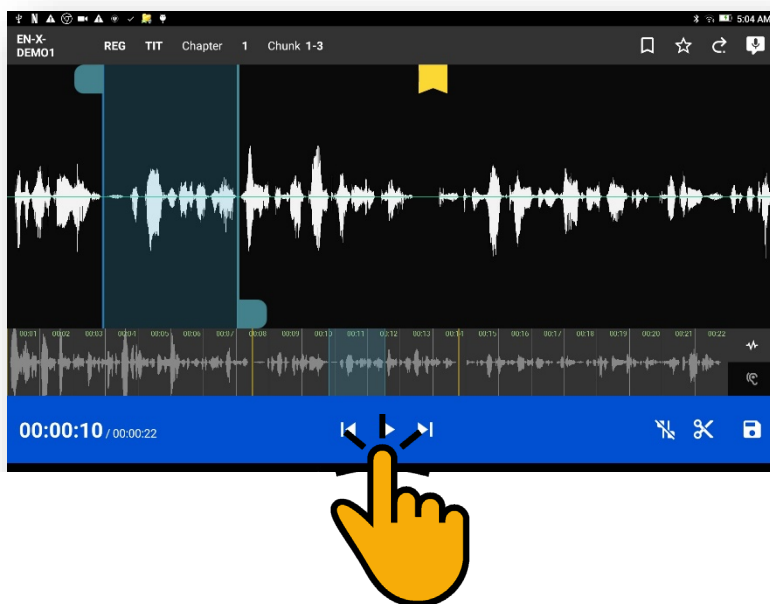 5:04 AM
EN-X-
DEMO1 REG TIT Chapter 1 Chunk 1-3
00:01 00:02 00:03 00:04 00:05 00:06 00:07 00:08 00:09 00:10 00:11 00:12 00:13 00:14 00:15 00:16 00:17 00:18 00:19 00:20 00:21 00:22
00:00:10 / 00:00:22